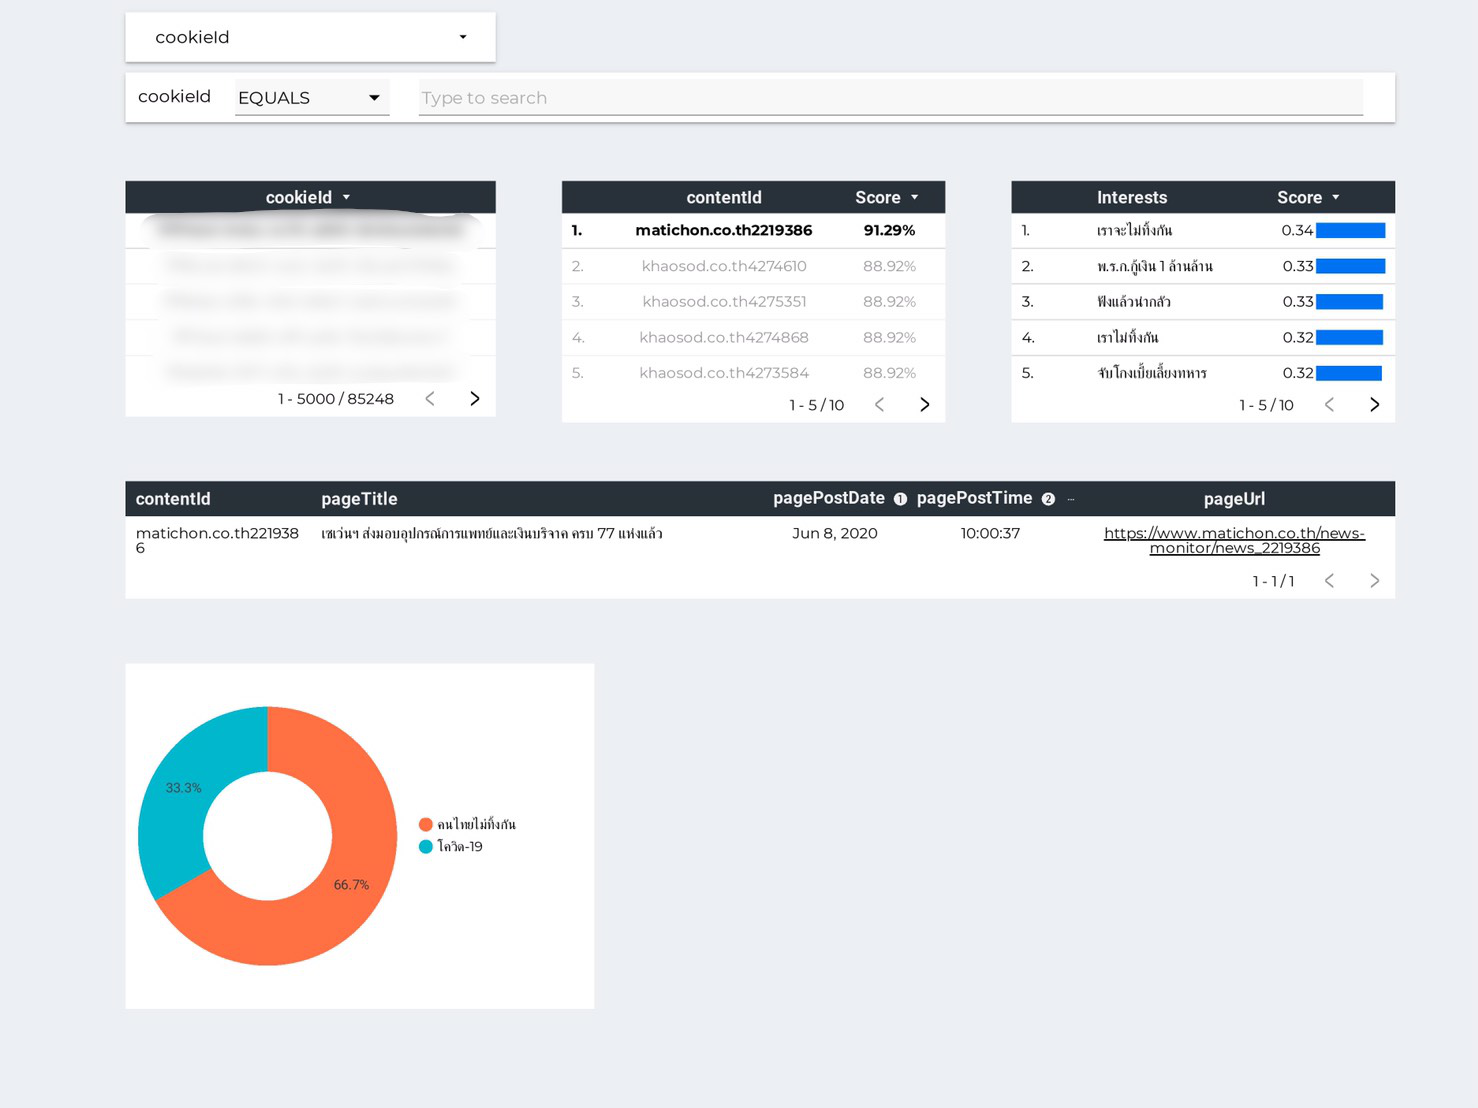 cookieId
cookieId EQUALS Type to search
cookieId
1 - 5000 / 85248
contentId Score
1. matichon.co.th2219386 91.29%
2. khaosod.co.th4274610 88.92%
3. khaosod.co.th4275351 88.92%
4. khaosod.co.th4274868 88.92%
5. khaosod.co.th4273584 88.92%
1 - 5 / 10
Interests Score
1. เราจะไม่ทิ้งกัน 0.34
2. พ.ร.ก.กู้เงิน 1 ล้านล้าน 0.33
3. ฟังแล้วน่ากลัว 0.33
4. เราไม่ทิ้งกัน 0.32
5. จับโกงเบี้ยเลี้ยงทหาร 0.32
1 - 5 / 10
contentId pageTitle pagePostDate 1 pagePostTime 2 ... pageUrl
matichon.co.th221938 เซเว่นฯ ส่งมอบอุปกรณ์การแพทย์และเงินบริจาค ครบ 77 แห่งแล้ว Jun 8, 2020 10:00:37 https://www.matichon.co.th/news-
6 monitor/news_2219386
1 - 1 / 1
33.3%
66.7%
คนไทยไม่ทิ้งกัน
โควิด-19